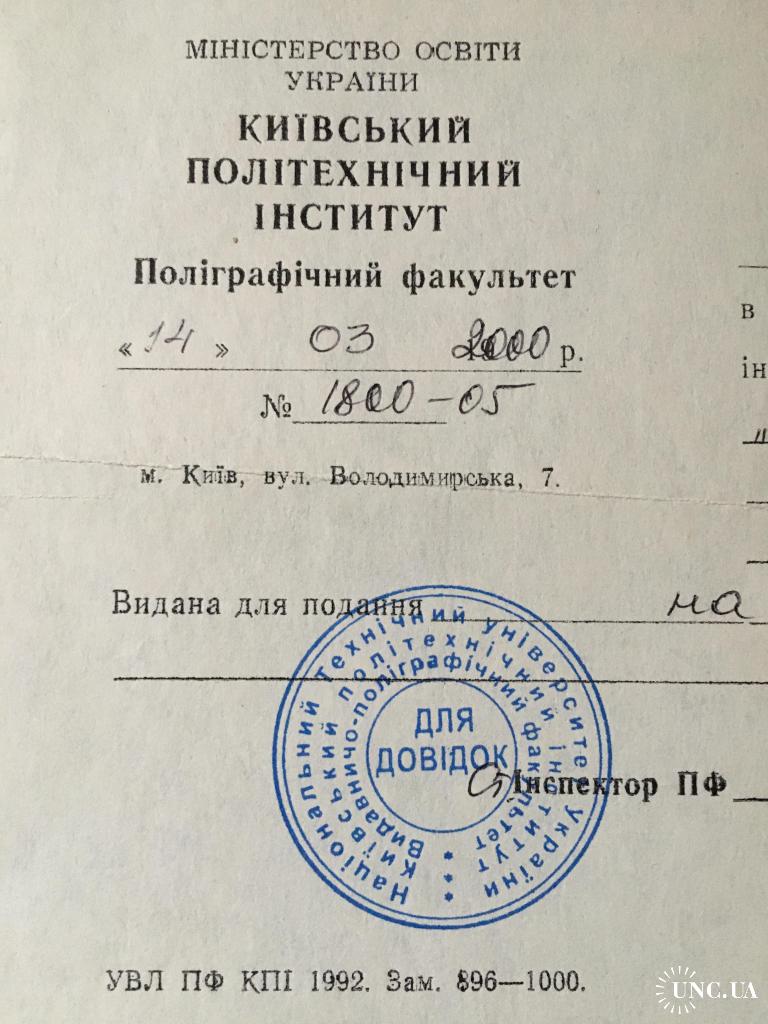 МІНІСТЕРСТВО ОСВІТИ
УКРАЇНИ
КИЇВСЬКИЙ
ПОЛІТЕХНІЧНИЙ
ІНСТИТУТ
Поліграфічний факультет
« 14 » 03 2000 р.
№ 1800-05
м. Київ, вул. Володимирська, 7.
в
ін
"
Видана для подання на
Національний технічний університет України
Київський політехнічний інститут
Видавничо-поліграфічний факультет
ДЛЯ
ДОВІДОК
Інспектор ПФ
УВЛ ПФ КПІ 1992. Зам. 896—1000.
UNC.UA